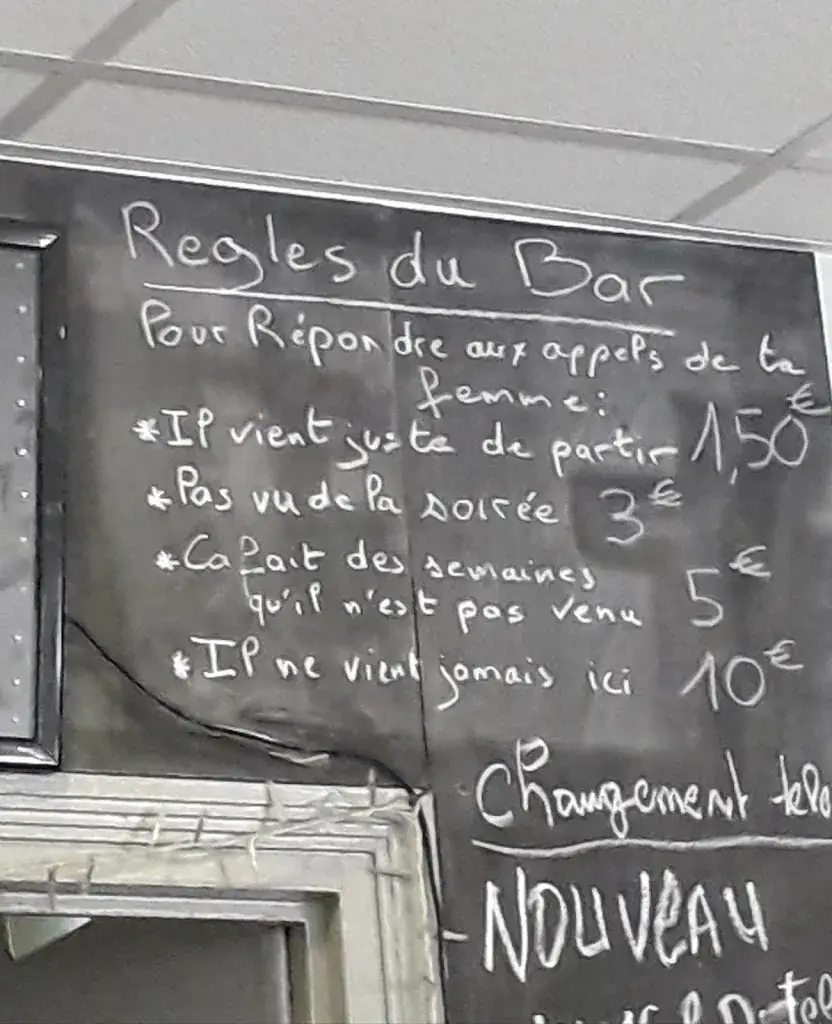 Regles du Bar
Pour Répondre aux appels de ta
femme:
*Il vient juste de partir 1,50€
*Pas vu de la soirée 3€
*Ca fait des semaines
qu'il n'est pas venu 5€
*Il ne vient jamais ici 10€
Changement
- NOUVEAU